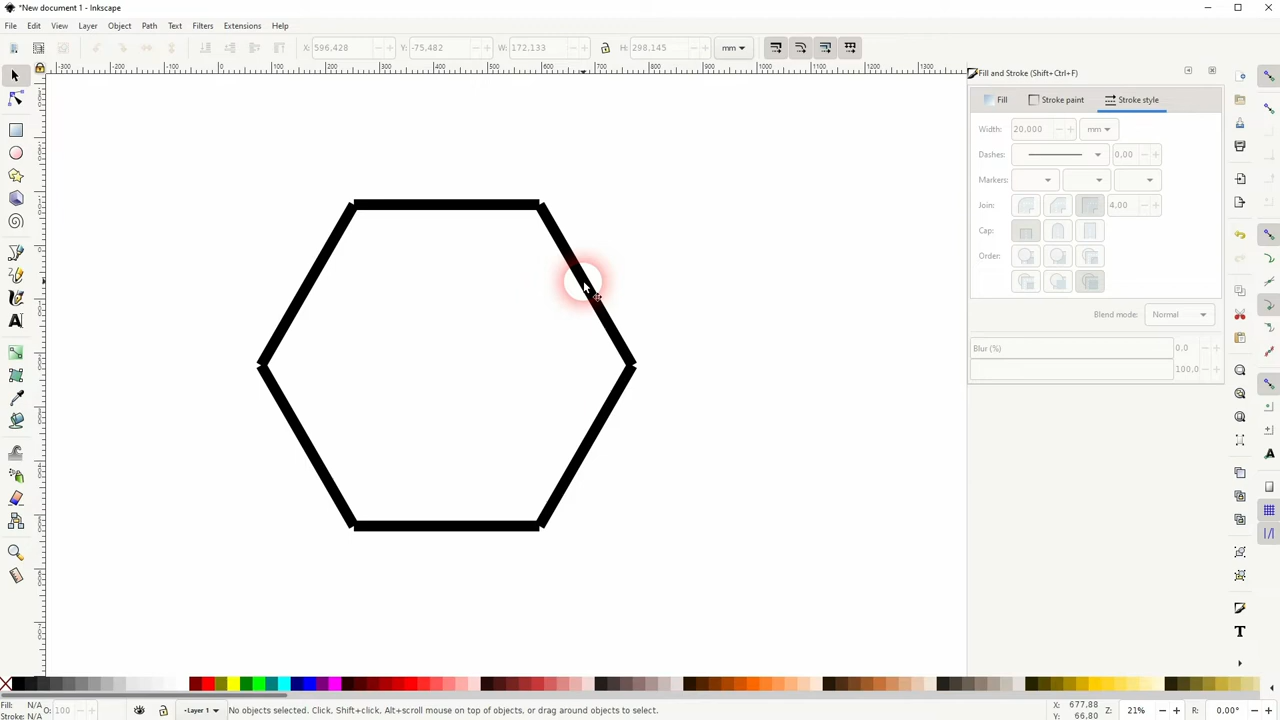 *New document 1 - Inkscape
File Edit View Layer Object Path Text Filters Extensions Help
X: 596.428 Y: -75.482 W: 172.133 H: 298.145 mm
Fill and Stroke (Shift+Ctrl+F)
Fill Stroke paint Stroke style
Width: 20.000 mm
Dashes: 0,00
Markers:
Join: 4.00
Cap:
Order:
Blend mode: Normal
Blur (%) 0.0
100,0
Fill: N/A
Stroke: N/A
O: 100
Layer 1
No objects selected. Click, Shift+click, Alt+scroll mouse on top of objects, or drag around objects to select.
X: 677.88
Y: 66,80
Z: 21%
R: 0,00°